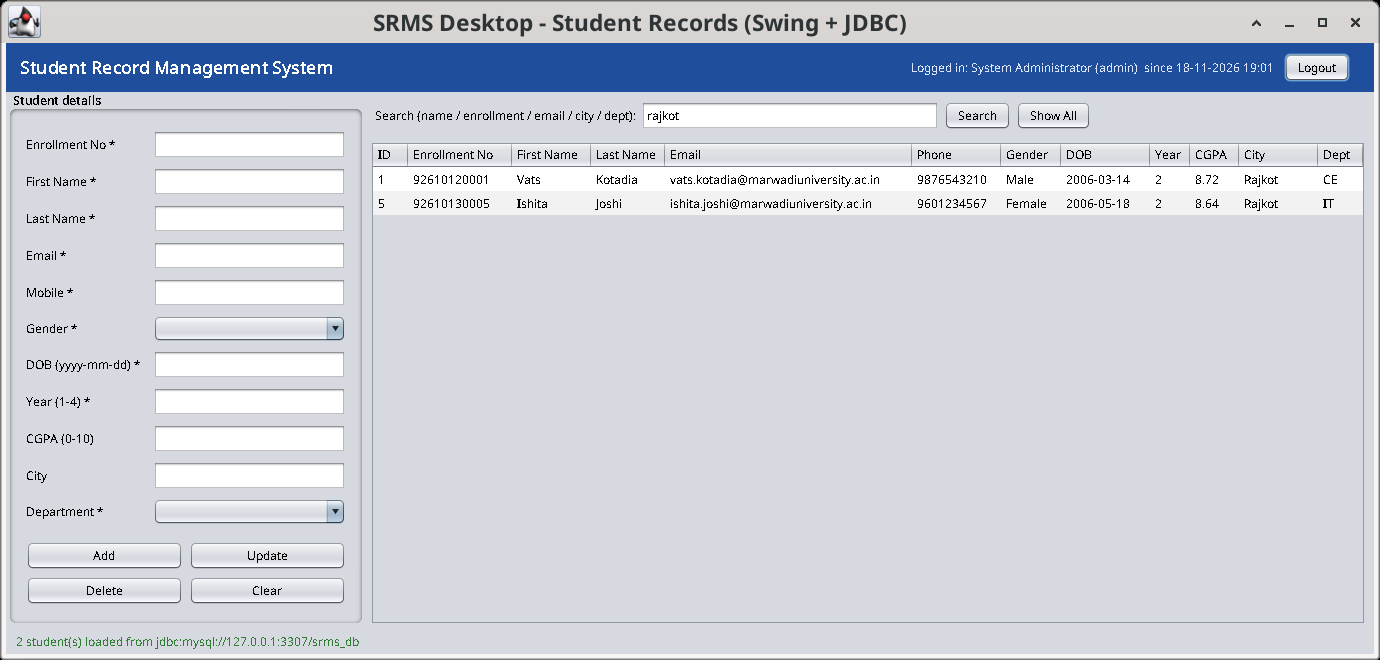 SRMS Desktop - Student Records (Swing + JDBC)
Student Record Management System
Logged in: System Administrator (admin) since 18-11-2026 19:01 Logout
Student details
Enrollment No *
First Name *
Last Name *
Email *
Mobile *
Gender *
DOB (yyyy-mm-dd) *
Year (1-4) *
CGPA (0-10)
City
Department *
Add Update
Delete Clear
Search (name / enrollment / email / city / dept): rajkot Search Show All
ID Enrollment No First Name Last Name Email Phone Gender DOB Year CGPA City Dept
1 92610120001 Vats Kotadia vats.kotadia@marwadiuniversity.ac.in 9876543210 Male 2006-03-14 2 8.72 Rajkot CE
5 92610130005 Ishita Joshi ishita.joshi@marwadiuniversity.ac.in 9601234567 Female 2006-05-18 2 8.64 Rajkot IT
2 student(s) loaded from jdbc:mysql://127.0.0.1:3307/srms_db